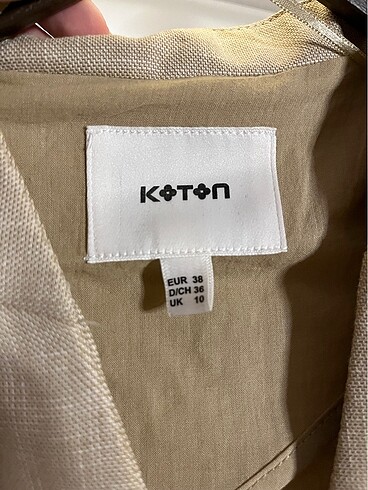 KOTON
EUR 38
D/CH 36
UK 10